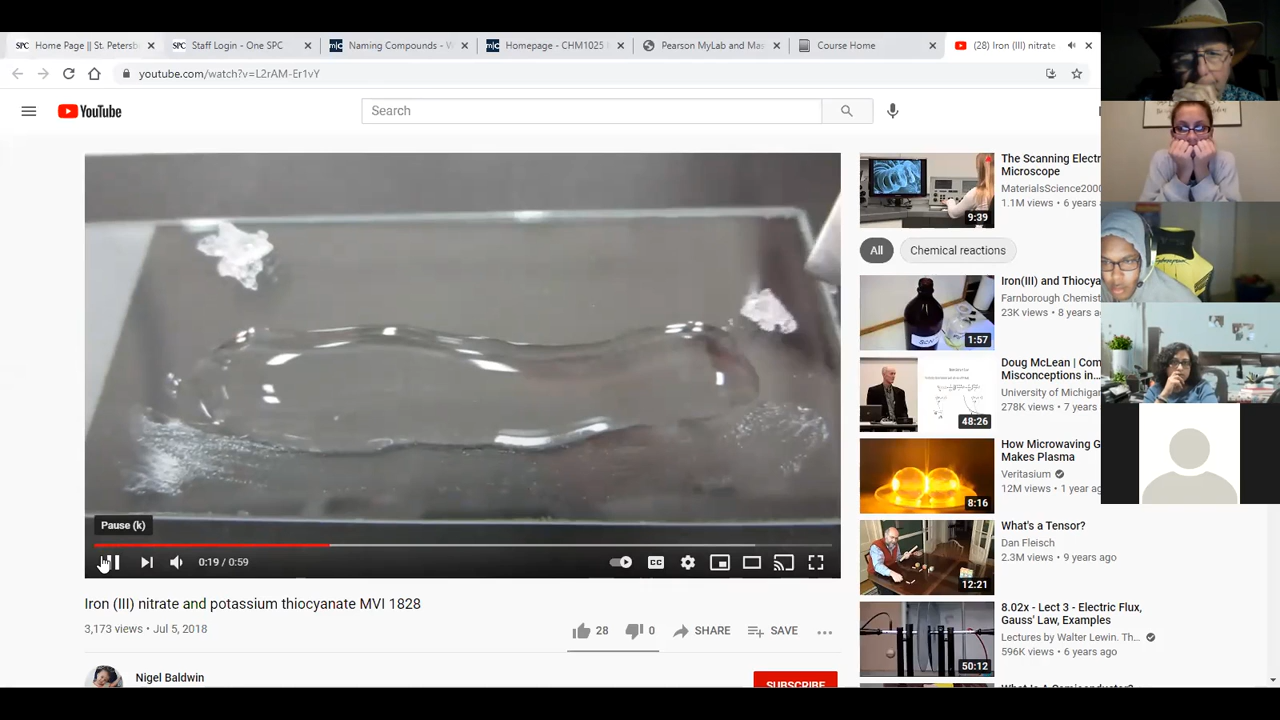 Home Page || St. Petersb
Staff Login - One SPC
Naming Compounds - W
Homepage - CHM1025
Pearson MyLab and Mas
Course Home
(28) Iron (III) nitrate
youtube.com/watch?v=L2rAM-Er1vY
YouTube
Search
The Scanning Electr
Microscope
MaterialsScience2000
1.1M views • 6 years a
9:39
All
Chemical reactions
Iron(III) and Thiocya
Farnborough Chemist
23K views • 8 years a
1:57
Doug McLean | Com
Misconceptions in...
University of Michiga
278K views • 7 years
48:26
How Microwaving G
Makes Plasma
Veritasium
12M views • 1 year a
8:16
What's a Tensor?
Dan Fleisch
2.3M views • 9 years ago
12:21
8.02x - Lect 3 - Electric Flux,
Gauss' Law, Examples
Lectures by Walter Lewin. Th...
596K views • 6 years ago
50:12
What Is A Semiconductor?
Pause (k)
0:19 / 0:59
CC
Iron (III) nitrate and potassium thiocyanate MVI 1828
3,173 views • Jul 5, 2018
28
0
SHARE
SAVE
Nigel Baldwin
SUBSCRIBE